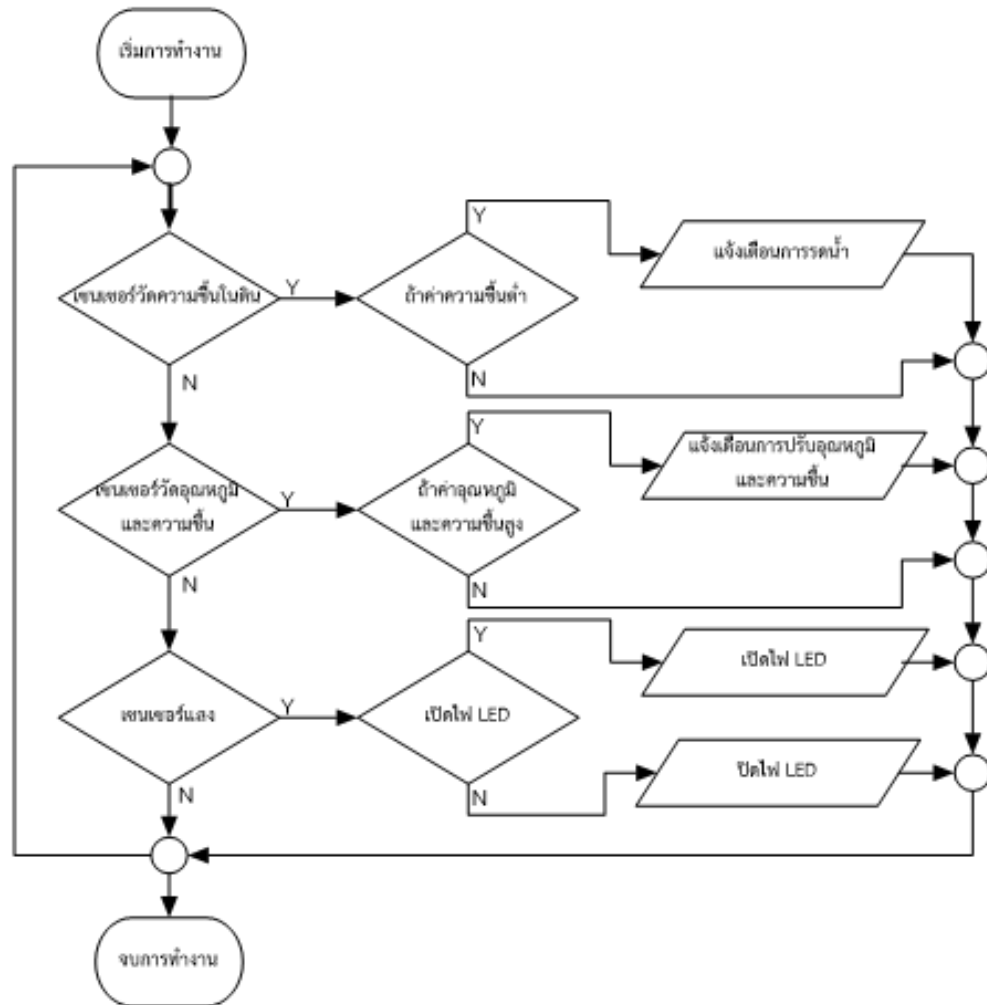 เริ่มการทำงาน
Y
เซนเซอร์วัดความชื้นในดิน
Y
ถ้าค่าความชื้นต่ำ
แจ้งเตือนการรดน้ำ
N
N
Y
เซนเซอร์วัดอุณหภูมิ
และความชื้น
Y
ถ้าค่าอุณหภูมิ
และความชื้นสูง
แจ้งเตือนการปรับอุณหภูมิ
และความชื้น
N
N
Y
เซนเซอร์แสง
Y
เปิดไฟ LED
เปิดไฟ LED
N
N
ปิดไฟ LED
จบการทำงาน